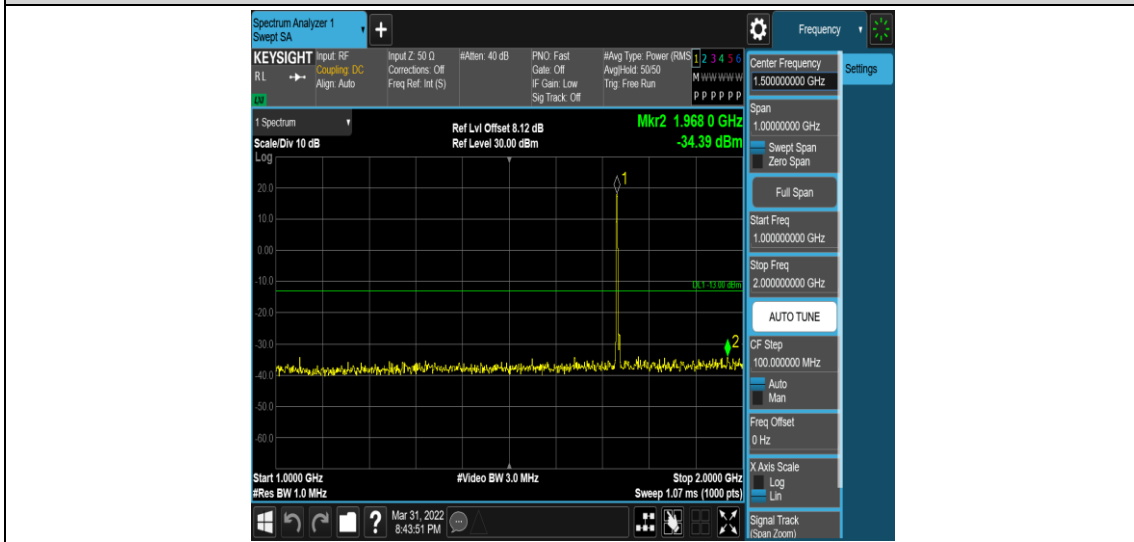 Spectrum Analyzer 1
Swept SA
+
Frequency
KEYSIGHT
RL
LXI
Input: RF
Coupling: DC
Align: Auto
Input Z: 50 Ω
Corrections: Off
Freq Ref: Int (S)
#Atten: 40 dB
PNO: Fast
Gate: Off
IF Gain: Low
Sig Track: Off
#Avg Type: Power (RMS
Avg|Hold: 50/50
Trig: Free Run
1 2 3 4 5 6
M W W W W W
P P P P P P
Center Frequency
1.500000000 GHz
Settings
Span
1.00000000 GHz
Swept Span
Zero Span
Full Span
Start Freq
1.000000000 GHz
Stop Freq
2.000000000 GHz
AUTO TUNE
CF Step
100.000000 MHz
Auto
Man
Freq Offset
0 Hz
X Axis Scale
Log
Lin
Signal Track
(Span Zoom)
1 Spectrum
Scale/Div 10 dB
Ref Lvl Offset 8.12 dB
Ref Level 30.00 dBm
Mkr2 1.968 0 GHz
-34.39 dBm
Log
20.0
10.0
0.00
-10.0
-20.0
-30.0
-40.0
-50.0
-60.0
1
DL1 -13.00 dBm
2
Start 1.0000 GHz
#Res BW 1.0 MHz
#Video BW 3.0 MHz
Stop 2.0000 GHz
Sweep 1.07 ms (1000 pts)
?
Mar 31, 2022
8:43:51 PM